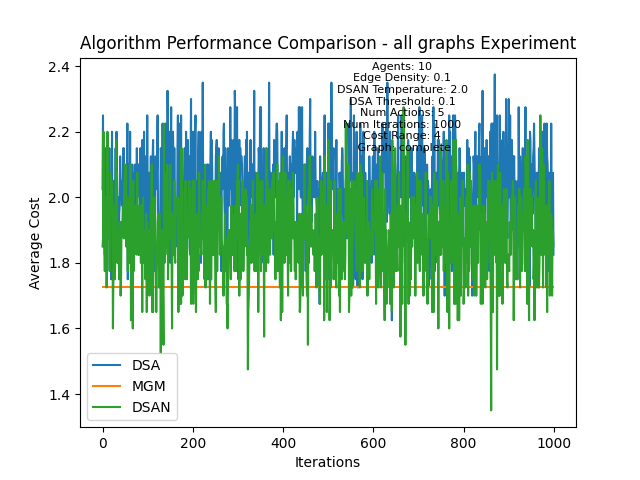 Algorithm Performance Comparison - all graphs Experiment
Agents: 10
Edge Density: 0.1
DSAN Temperature: 2.0
DSA Threshold: 0.1
Num Actions: 5
Num Iterations: 1000
Cost Range: 4
Graph: complete
2.4
2.2
2.0
1.8
1.6
1.4
Average Cost
DSA
MGM
DSAN
0
200
400
600
800
1000
Iterations